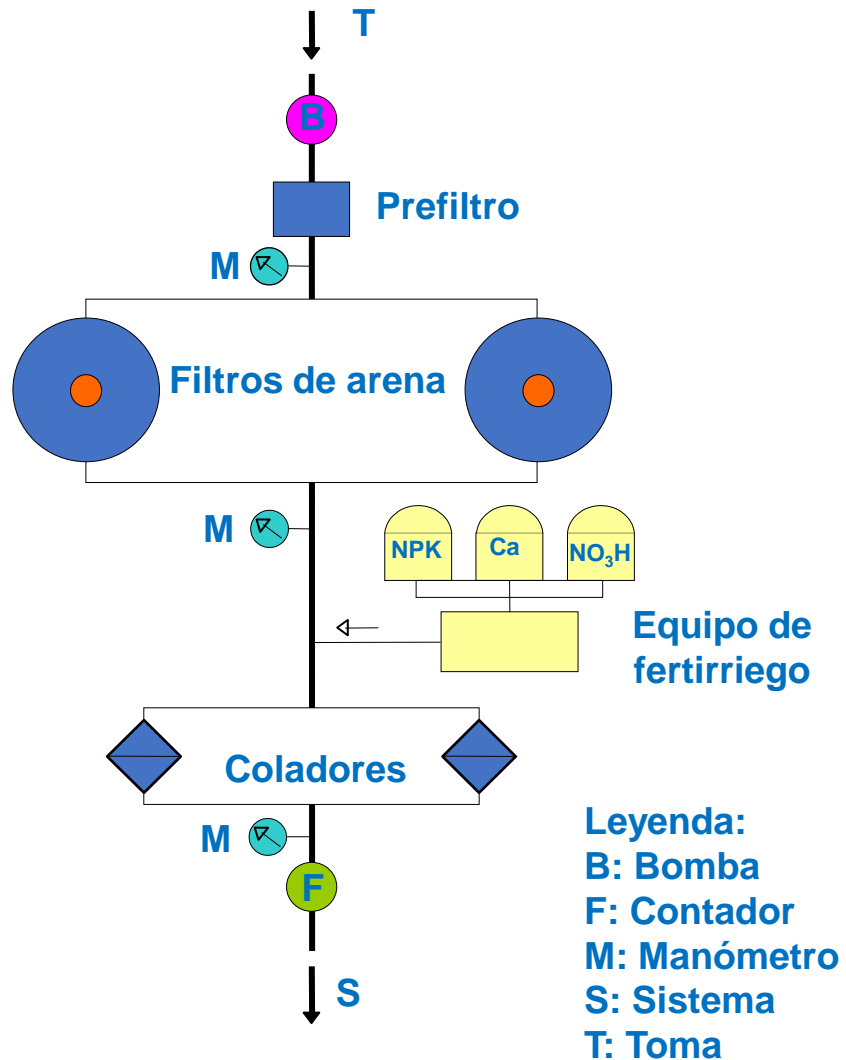 T
B
Prefiltro
M
Filtros de arena
M
NPK
Ca
NO₃H
Equipo de
fertirriego
Coladores
M
F
S
Leyenda:
B: Bomba
F: Contador
M: Manómetro
S: Sistema
T: Toma